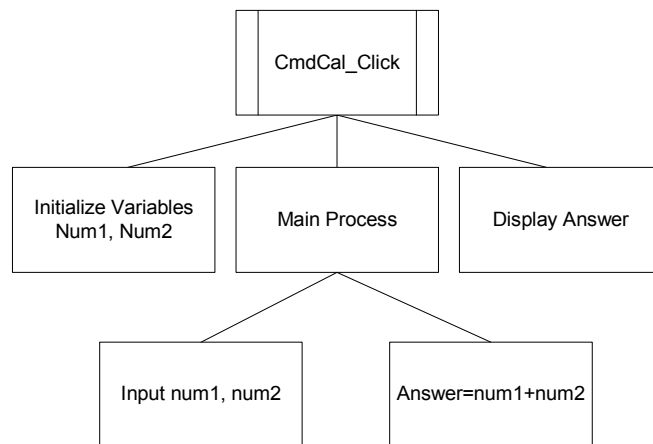 CmdCal_Click
Initialize Variables
Num1, Num2
Main Process
Display Answer
Input num1, num2
Answer=num1+num2